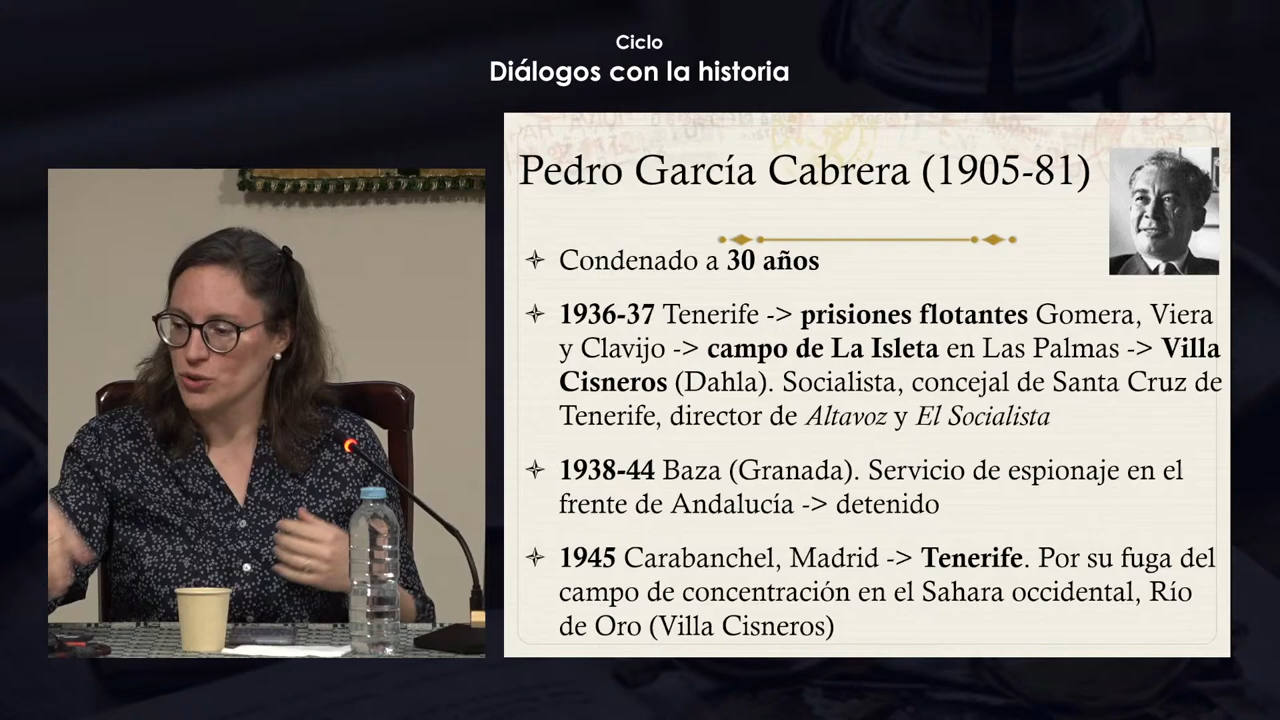 Ciclo
Diálogos con la historia
Pedro García Cabrera (1905-81)
Condenado a 30 años
1936-37 Tenerife -> prisiones flotantes Gomera, Viera
y Clavijo -> campo de La Isleta en Las Palmas -> Villa
Cisneros (Dahla). Socialista, concejal de Santa Cruz de
Tenerife, director de Altavoz y El Socialista
1938-44 Baza (Granada). Servicio de espionaje en el
frente de Andalucía -> detenido
1945 Carabanchel, Madrid -> Tenerife. Por su fuga del
campo de concentración en el Sahara occidental, Río
de Oro (Villa Cisneros)